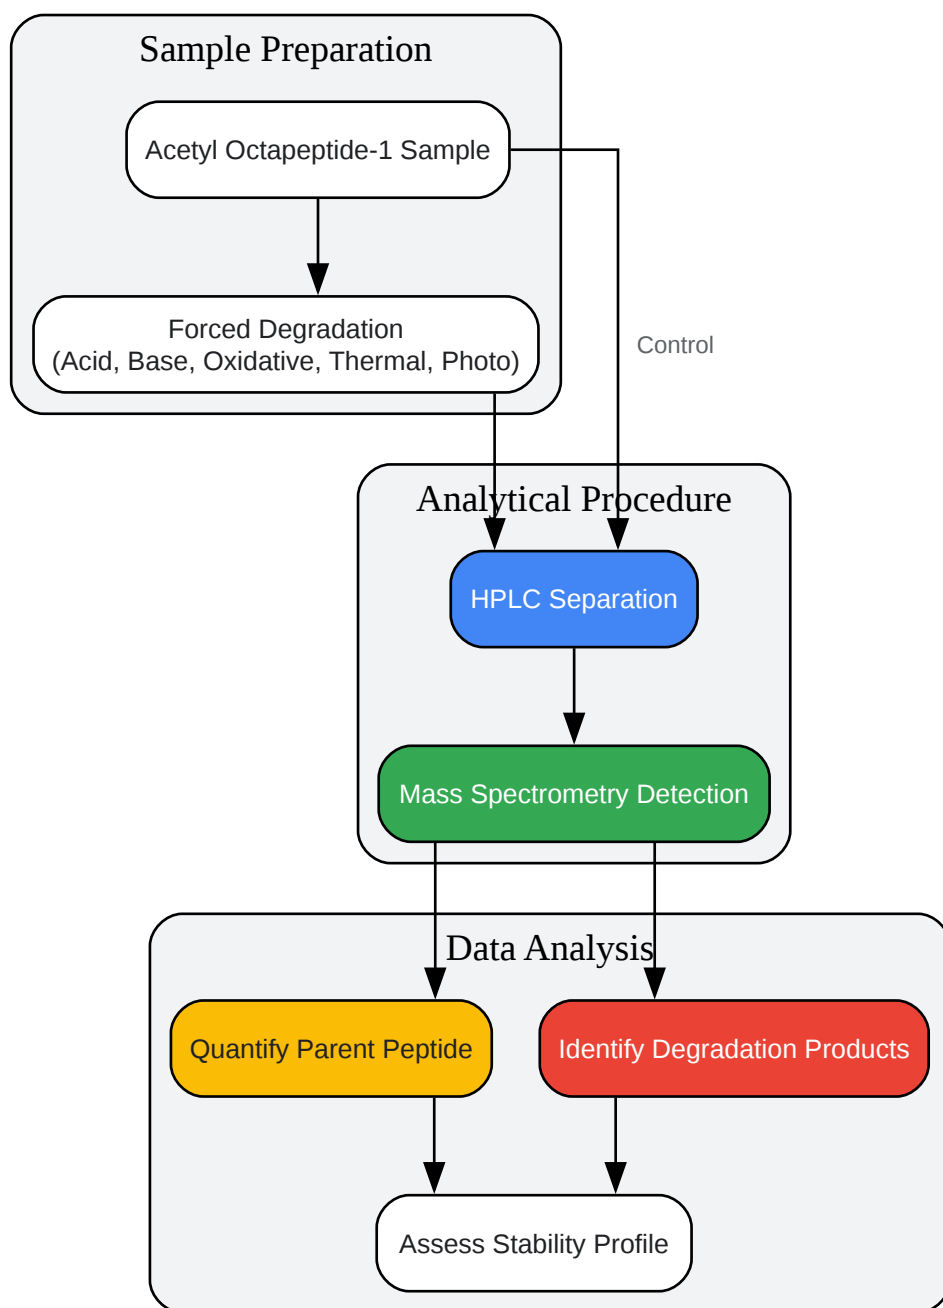 Sample Preparation
Acetyl Octapeptide-1 Sample
Forced Degradation
(Acid, Base, Oxidative, Thermal, Photo)
Control
Analytical Procedure
HPLC Separation
Mass Spectrometry Detection
Data Analysis
Quantify Parent Peptide
Identify Degradation Products
Assess Stability Profile